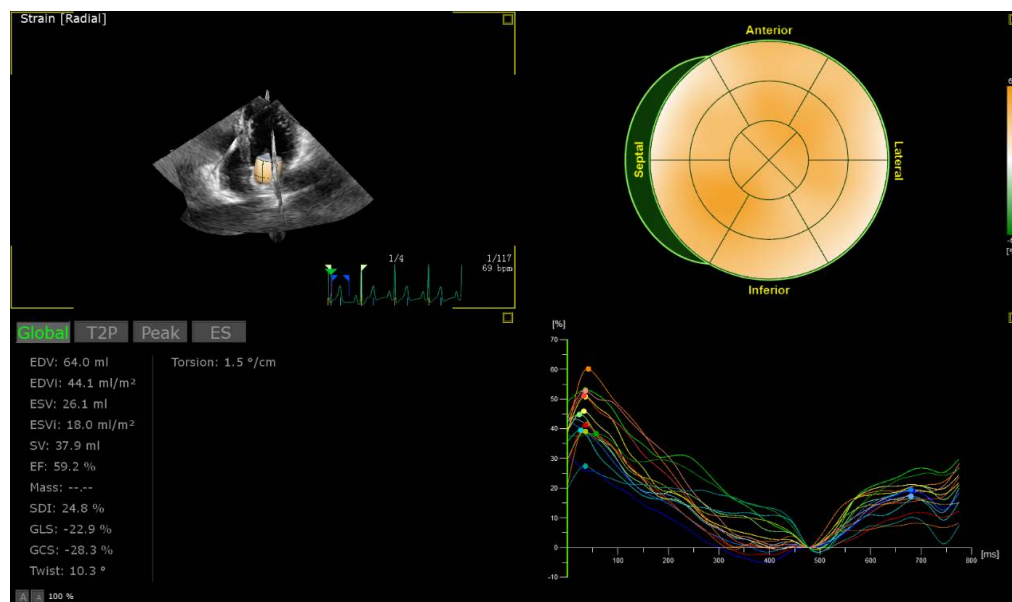 Strain [Radial]
1/4
1/117
69 bpm
Anterior
Septal
Lateral
Inferior
Global T2P Peak ES
EDV: 64.0 ml
EDVi: 44.1 ml/m²
ESV: 26.1 ml
ESVi: 18.0 ml/m²
SV: 37.9 ml
EF: 59.2 %
Mass: --.--
SDI: 24.8 %
GLS: -22.9 %
GCS: -28.3 %
Twist: 10.3 °
Torsion: 1.5 °/cm
A A 100 %
[%]
70
60
50
40
30
20
10
0
-10
100 200 300 400 500 600 700 800 [ms]